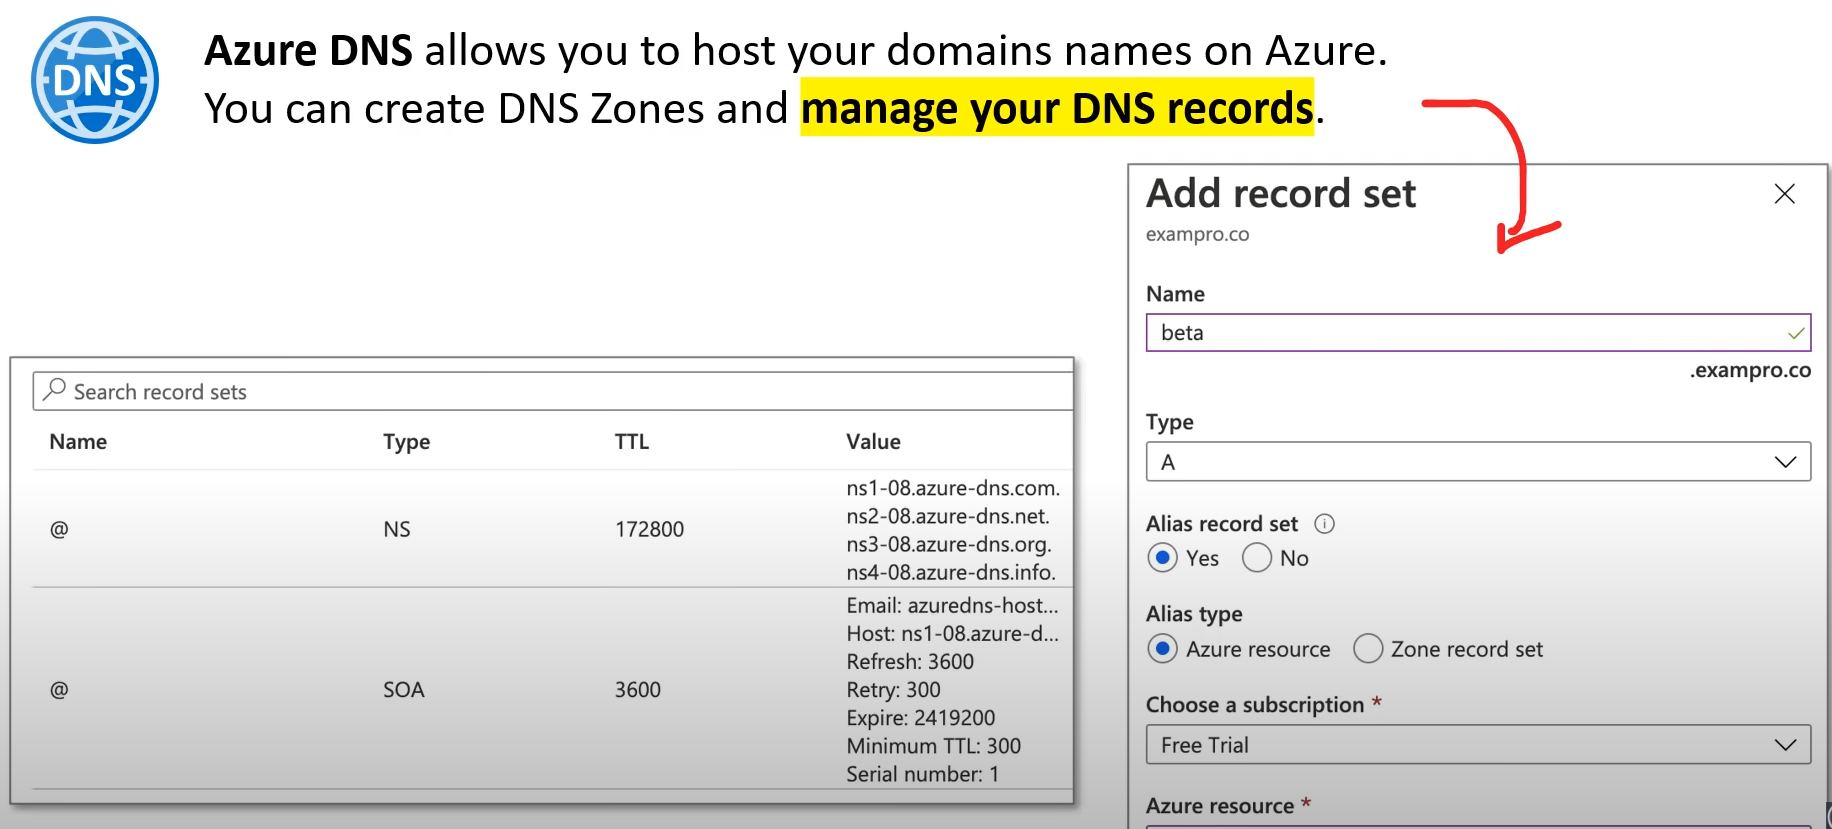 DNS
Azure DNS allows you to host your domains names on Azure.
You can create DNS Zones and manage your DNS records.
Search record sets
Name Type TTL Value
@ NS 172800
ns1-08.azure-dns.com.
ns2-08.azure-dns.net.
ns3-08.azure-dns.org.
ns4-08.azure-dns.info.
@ SOA 3600
Email: azuredns-host...
Host: ns1-08.azure-d...
Refresh: 3600
Retry: 300
Expire: 2419200
Minimum TTL: 300
Serial number: 1
Add record set
exampro.co
Name
beta
.exampro.co
Type
A
Alias record set
Yes No
Alias type
Azure resource Zone record set
Choose a subscription *
Free Trial
Azure resource *